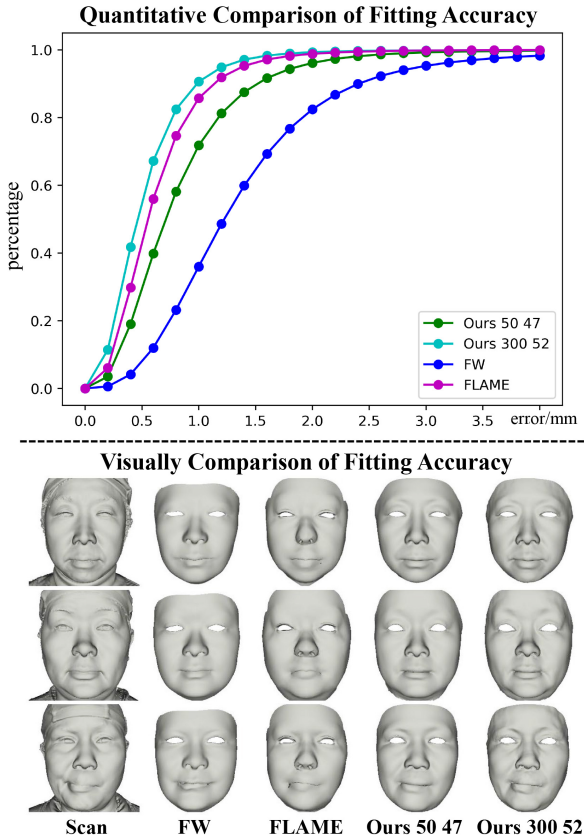 Quantitative Comparison of Fitting Accuracy
1.0
0.8
0.6
0.4
0.2
0.0
percentage
Ours 50 47
Ours 300 52
FW
FLAME
0.0 0.5 1.0 1.5 2.0 2.5 3.0 3.5 error/mm
Visually Comparison of Fitting Accuracy
Scan FW FLAME Ours 50 47 Ours 300 52